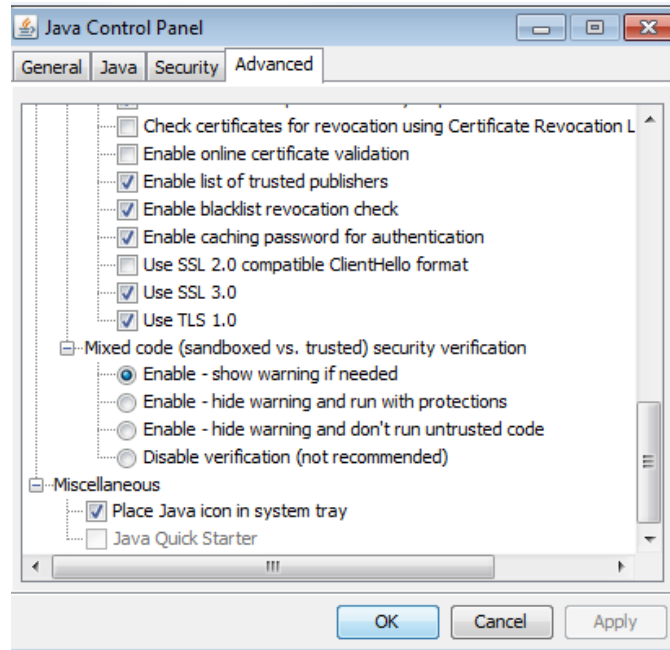 Java Control Panel
General Java Security Advanced
Check certificates for revocation using Certificate Revocation L
Enable online certificate validation
Enable list of trusted publishers
Enable blacklist revocation check
Enable caching password for authentication
Use SSL 2.0 compatible ClientHello format
Use SSL 3.0
Use TLS 1.0
Mixed code (sandboxed vs. trusted) security verification
Enable - show warning if needed
Enable - hide warning and run with protections
Enable - hide warning and don't run untrusted code
Disable verification (not recommended)
Miscellaneous
Place Java icon in system tray
Java Quick Starter
OK Cancel Apply